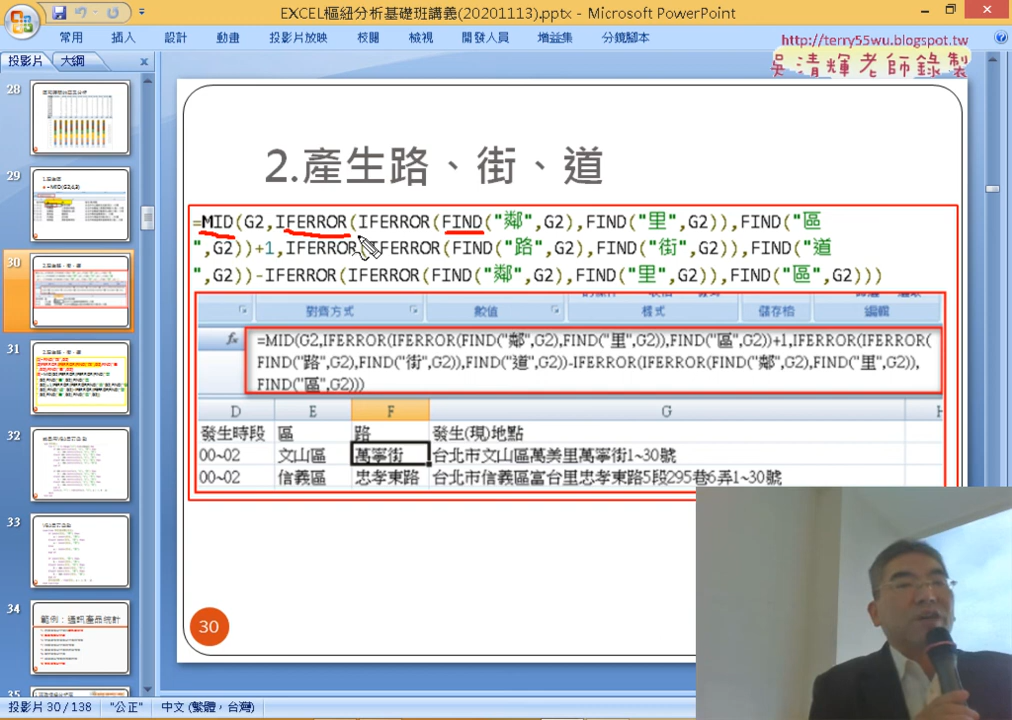 EXCEL樞紐分析基礎班講義(20201113).pptx - Microsoft PowerPoint
常用 插入 設計 動畫 投影片放映 校閱 檢視 開發人員 增益集 分鏡腳本
http://terry55wu.blogspot.tw
吳清輝老師錄製
投影片 大綱
28
29
30
31
32
33
34
範例:通訊產品統計
35
2.產生路、街、道
=MID(G2,IFERROR(IFERROR(FIND("鄰",G2),FIND("里",G2)),FIND("區
",G2))+1,IFERROR(IFERROR(FIND("路",G2),FIND("街",G2)),FIND("道
",G2))-IFERROR(IFERROR(FIND("鄰",G2),FIND("里",G2)),FIND("區",G2)))
對齊方式 數值 樣式 儲存格 編輯
fx =MID(G2,IFERROR(IFERROR(FIND("鄰",G2),FIND("里",G2)),FIND("區",G2))+1,IFERROR(IFERROR(
FIND("路",G2),FIND("街",G2)),FIND("道",G2))-IFERROR(IFERROR(FIND("鄰",G2),FIND("里",G2)),
FIND("區",G2)))
D E F G H
發生時段 區 路 發生(現)地點
00~02 文山區 萬寧街 台北市文山區萬美里萬寧街1~30號
00~02 信義區 忠孝東路 台北市信義區富台里忠孝東路5段295巷6弄1~30號
30
投影片 30 / 138 "公正" 中文 (繁體，台灣)